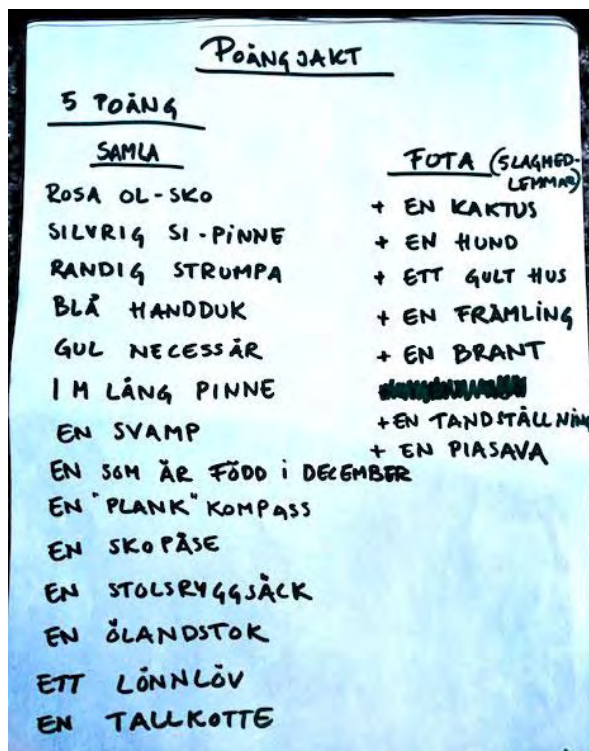 POÄNGJAKT
5 POÄNG
SAMLA
ROSA OL-SKO
SILVRIG SI-PINNE
RANDIG STRUMPA
BLÅ HANDDUK
GUL NECESSÄR
1 M LÅNG PINNE
EN SVAMP
EN SOM ÄR FÖDD I DECEMBER
EN "PLANK" KOMPASS
EN SKOPÅSE
EN STOLSRYGGSÄCK
EN ÖLANDSTOK
ETT LÖNNLÖV
EN TALLKOTTE
FOTA (SLAGHED-
LEMMAR)
+ EN KAKTUS
+ EN HUND
+ ETT GULT HUS
+ EN FRÄMLING
+ EN BRANT
+ EN TANDSTÄLLNING
+ EN PIASAVA